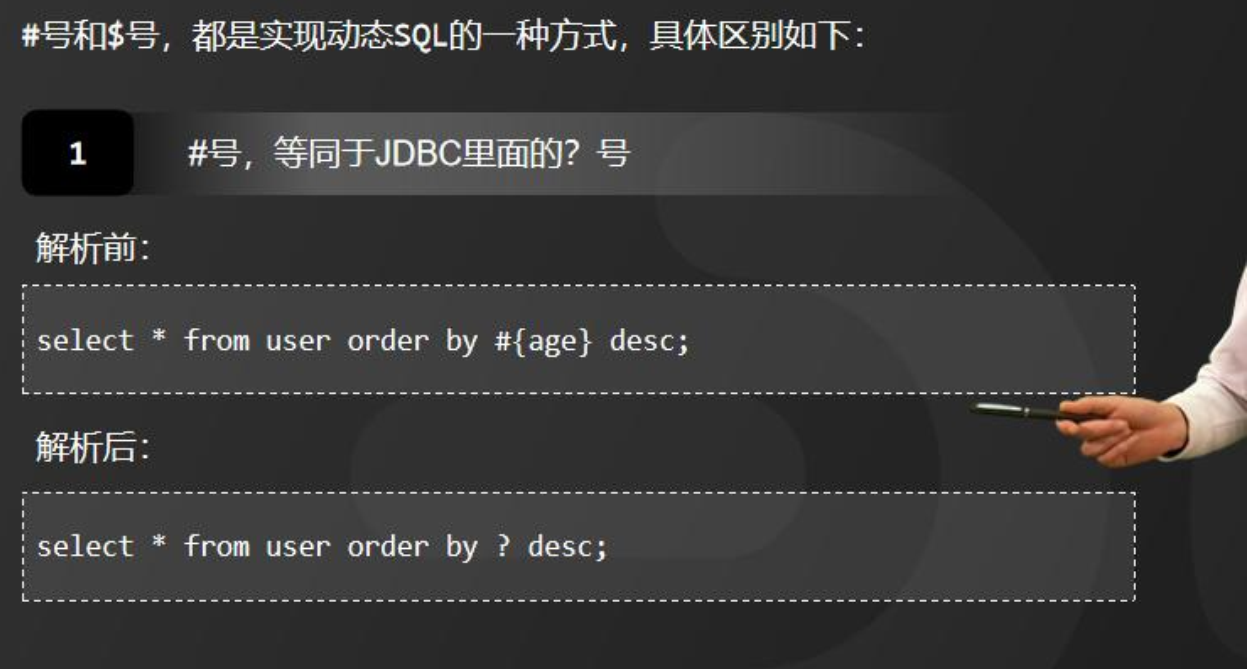 #号和$号，都是实现动态SQL的一种方式，具体区别如下：
1
#号，等同于JDBC里面的？号
解析前：
select * from user order by #{age} desc;
解析后：
select * from user order by ? desc;